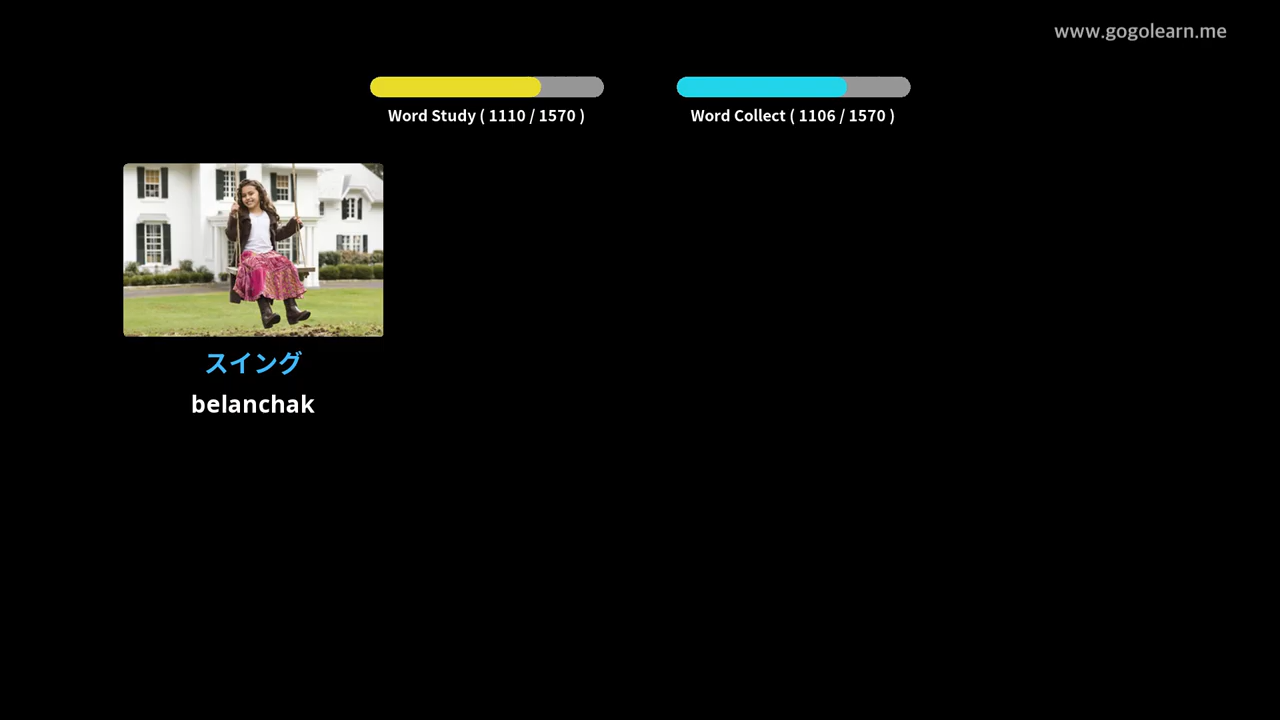 www.gogolearn.me
Word Study ( 1110 / 1570 )
Word Collect ( 1106 / 1570 )
スイング
belanchak